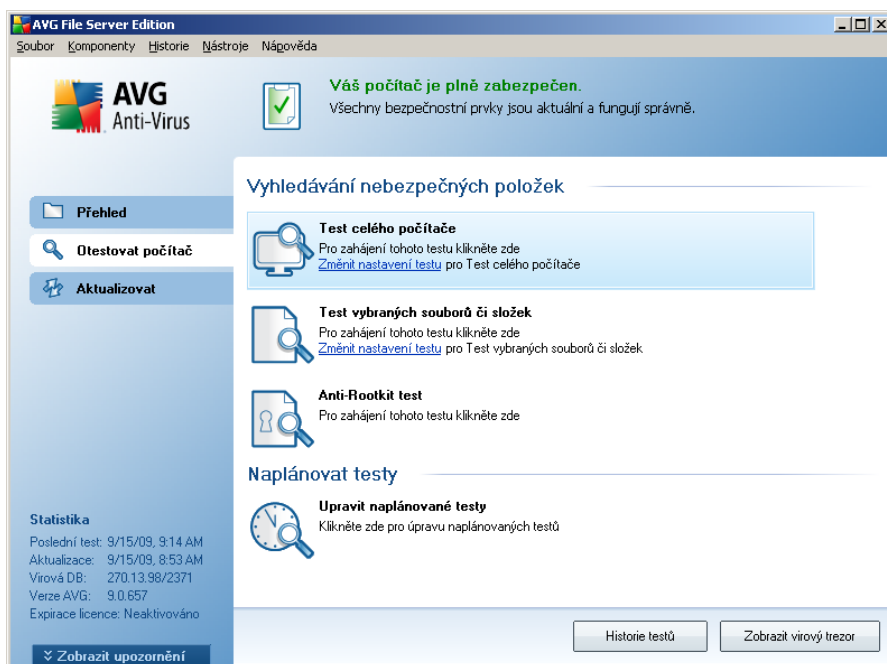 AVG File Server Edition
Soubor Komponenty Historie Nástroje Nápověda
AVG
Anti-Virus
Váš počítač je plně zabezpečen.
Všechny bezpečnostní prvky jsou aktuální a fungují správně.
Přehled
Otestovat počítač
Aktualizovat
Vyhledávání nebezpečných položek
Test celého počítače
Pro zahájení tohoto testu klikněte zde
Změnit nastavení testu pro Test celého počítače
Test vybraných souborů či složek
Pro zahájení tohoto testu klikněte zde
Změnit nastavení testu pro Test vybraných souborů či složek
Anti-Rootkit test
Pro zahájení tohoto testu klikněte zde
Naplánovat testy
Upravit naplánované testy
Klikněte zde pro úpravu naplánovaných testů
Statistika
Poslední test: 9/15/09, 9:14 AM
Aktualizace: 9/15/09, 8:53 AM
Virová DB: 270.13.98/2371
Verze AVG: 9.0.657
Expirace licence: Neaktivováno
Zobrazit upozornění
Historie testů
Zobrazit virový trezor